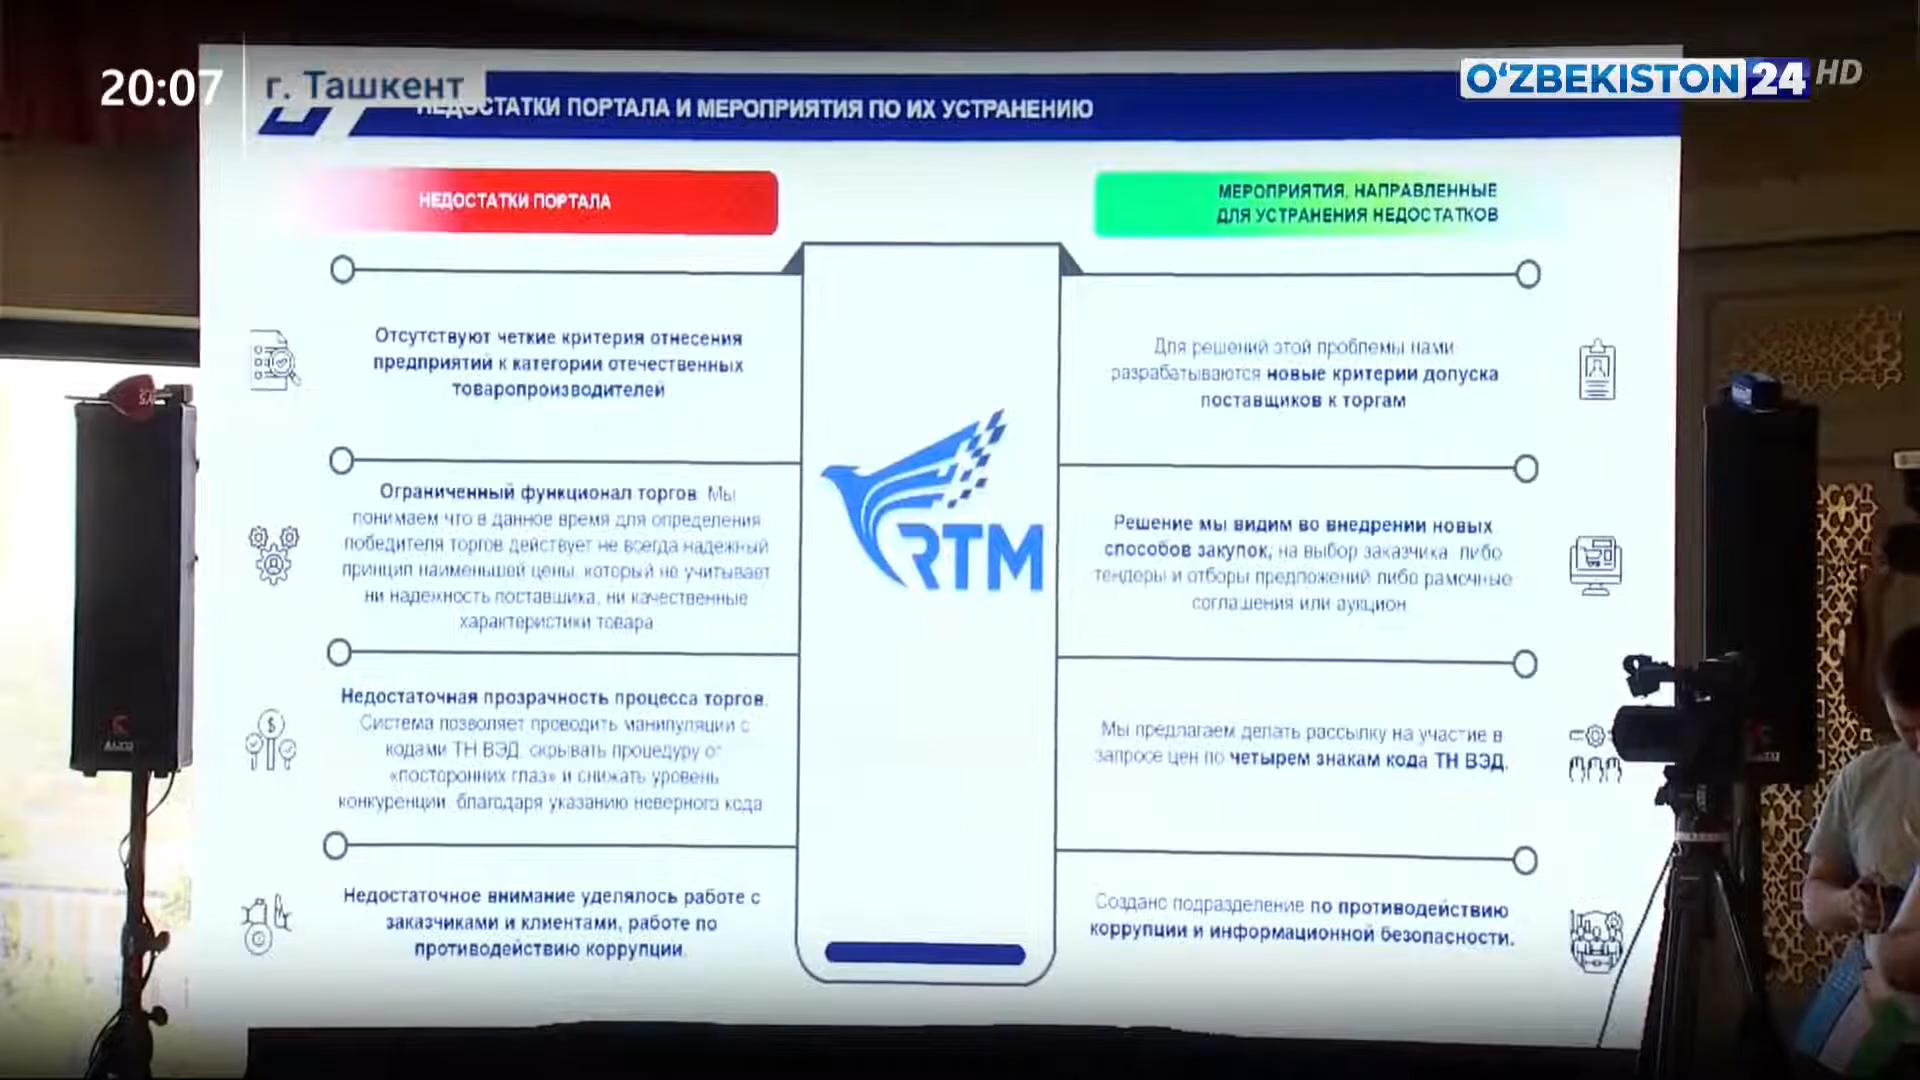 20:07
г. Ташкент
O‘ZBEKISTON 24 HD
НЕДОСТАТКИ ПОРТАЛА И МЕРОПРИЯТИЯ ПО ИХ УСТРАНЕНИЮ
НЕДОСТАТКИ ПОРТАЛА
Отсутствуют четкие критерия отнесения
предприятий к категории отечественных
товаропроизводителей
Ограниченный функционал торгов. Мы
понимаем что в данное время для определения
победителя торгов действует не всегда надежный
принцип наименьшей цены, который не учитывает
ни надежность поставщика, ни качественные
характеристики товара
Недостаточная прозрачность процесса торгов.
Система позволяет проводить манипуляции с
кодами ТН ВЭД, скрывать процедуру от
«посторонних глаз» и снижать уровень
конкуренции, благодаря указанию неверного кода
Недостаточное внимание уделялось работе с
заказчиками и клиентами, работе по
противодействию коррупции.
RTM
МЕРОПРИЯТИЯ, НАПРАВЛЕННЫЕ
ДЛЯ УСТРАНЕНИЯ НЕДОСТАТКОВ
Для решений этой проблемы нами
разрабатываются новые критерии допуска
поставщиков к торгам
Решение мы видим во внедрении новых
способов закупок, на выбор заказчика либо
тендеры и отборы предложений либо рамочные
соглашения или аукцион
Мы предлагаем делать рассылку на участие в
запросе цен по четырем знакам кода ТН ВЭД.
Создано подразделение по противодействию
коррупции и информационной безопасности.